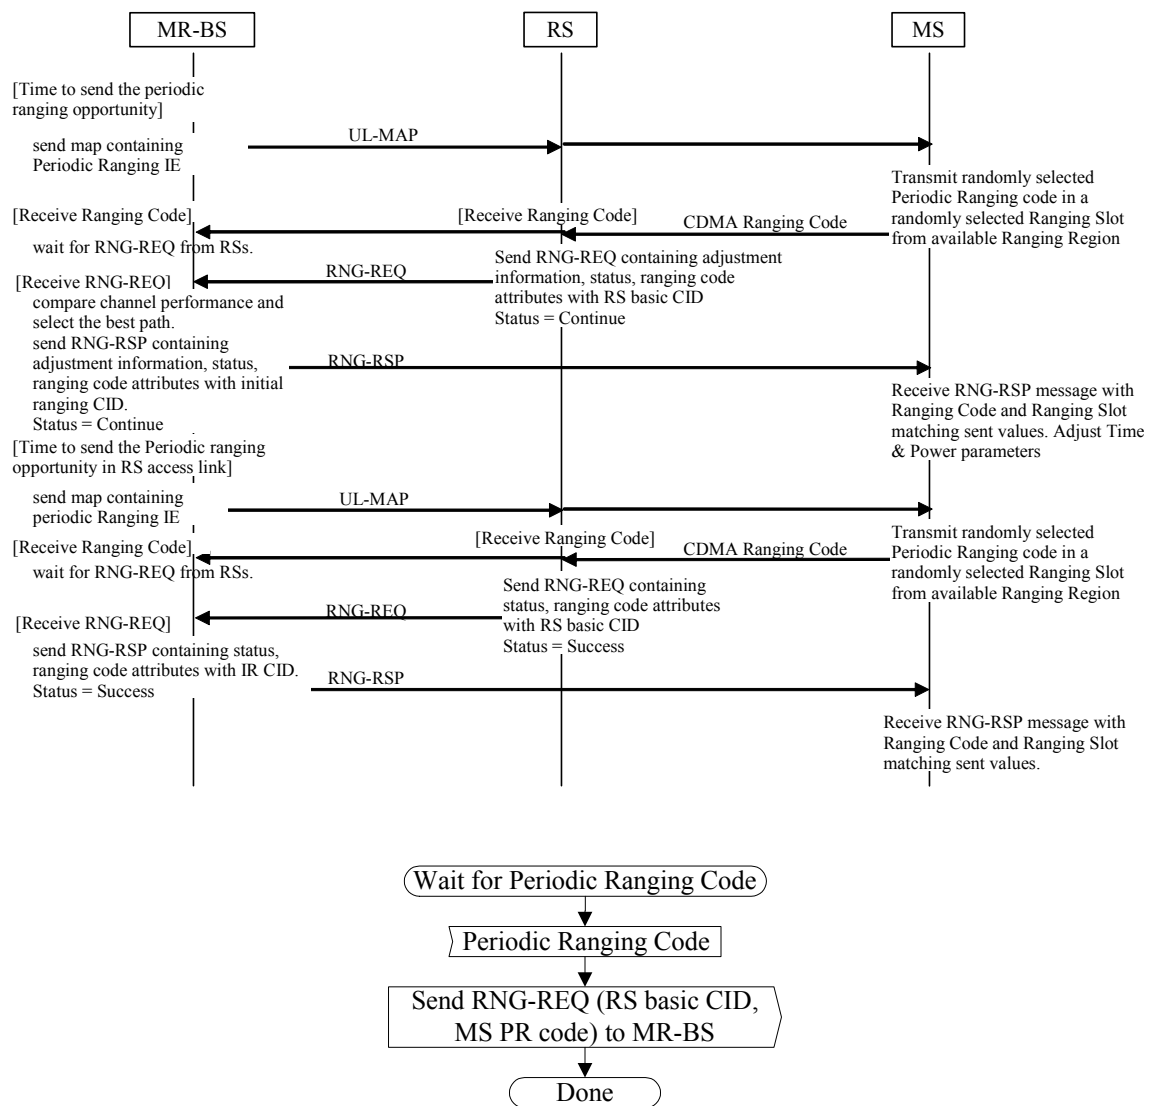 MR-BS
RS
MS
[Time to send the periodic
ranging opportunity]
send map containing
Periodic Ranging IE
UL-MAP
Transmit randomly selected
Periodic Ranging code in a
randomly selected Ranging Slot
from available Ranging Region
[Receive Ranging Code]
[Receive Ranging Code]
CDMA Ranging Code
wait for RNG-REQ from RSs.
Send RNG-REQ containing adjustment
information, status, ranging code
attributes with RS basic CID
Status = Continue
RNG-REQ
[Receive RNG-REQ]
compare channel performance and
select the best path.
send RNG-RSP containing
adjustment information, status,
ranging code attributes with initial
ranging CID.
Status = Continue
RNG-RSP
Receive RNG-RSP message with
Ranging Code and Ranging Slot
matching sent values. Adjust Time
& Power parameters
[Time to send the Periodic ranging
opportunity in RS access link]
send map containing
periodic Ranging IE
UL-MAP
Transmit randomly selected
Periodic Ranging code in a
randomly selected Ranging Slot
from available Ranging Region
[Receive Ranging Code]
[Receive Ranging Code]
CDMA Ranging Code
wait for RNG-REQ from RSs.
Send RNG-REQ containing
status, ranging code attributes
with RS basic CID
Status = Success
RNG-REQ
[Receive RNG-REQ]
send RNG-RSP containing status,
ranging code attributes with IR CID.
Status = Success
RNG-RSP
Receive RNG-RSP message with
Ranging Code and Ranging Slot
matching sent values.
Wait for Periodic Ranging Code
Periodic Ranging Code
Send RNG-REQ (RS basic CID,
MS PR code) to MR-BS
Done